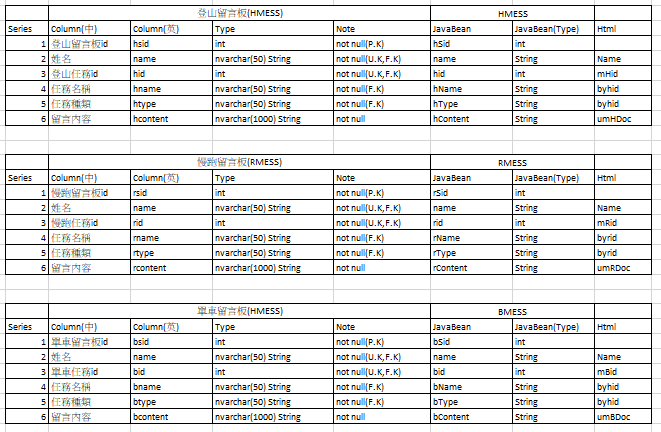 登山留言板(HMESS) HMESS
Series Column(中) Column(英) Type Note JavaBean JavaBean(Type) Html
1 登山留言板id hsid int not null(P.K) hSid int
2 姓名 name nvarchar(50) String not null(U.K,F.K) name String Name
3 登山任務id hid int not null(U.K,F.K) hid int mHid
4 任務名稱 hname nvarchar(50) String not null(F.K) hName String byhid
5 任務種類 htype nvarchar(50) String not null(F.K) hType String byhid
6 留言內容 hcontent nvarchar(1000) String not null hContent String umHDoc
慢跑留言板(RMESS) RMESS
Series Column(中) Column(英) Type Note JavaBean JavaBean(Type) Html
1 慢跑留言板id rsid int not null(P.K) rSid int
2 姓名 name nvarchar(50) String not null(U.K,F.K) name String Name
3 慢跑任務id rid int not null(U.K,F.K) rid int mRid
4 任務名稱 rname nvarchar(50) String not null(F.K) rName String byrid
5 任務種類 rtype nvarchar(50) String not null(F.K) rType String byrid
6 留言內容 rcontent nvarchar(1000) String not null rContent String umRDoc
單車留言板(HMESS) BMESS
Series Column(中) Column(英) Type Note JavaBean JavaBean(Type) Html
1 單車留言板id bsid int not null(P.K) bSid int
2 姓名 name nvarchar(50) String not null(U.K,F.K) name String Name
3 單車任務id bid int not null(U.K,F.K) bid int mBid
4 任務名稱 bname nvarchar(50) String not null(F.K) bName String byhid
5 任務種類 btype nvarchar(50) String not null(F.K) bType String byhid
6 留言內容 bcontent nvarchar(1000) String not null bContent String umBDoc